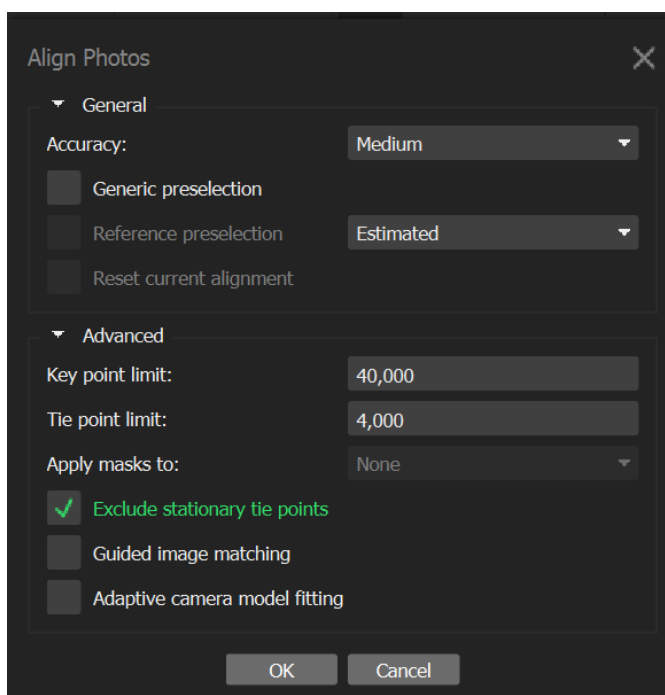 Align Photos
General
Accuracy: Medium
Generic preselection
Reference preselection Estimated
Reset current alignment
Advanced
Key point limit: 40,000
Tie point limit: 4,000
Apply masks to: None
Exclude stationary tie points
Guided image matching
Adaptive camera model fitting
OK Cancel